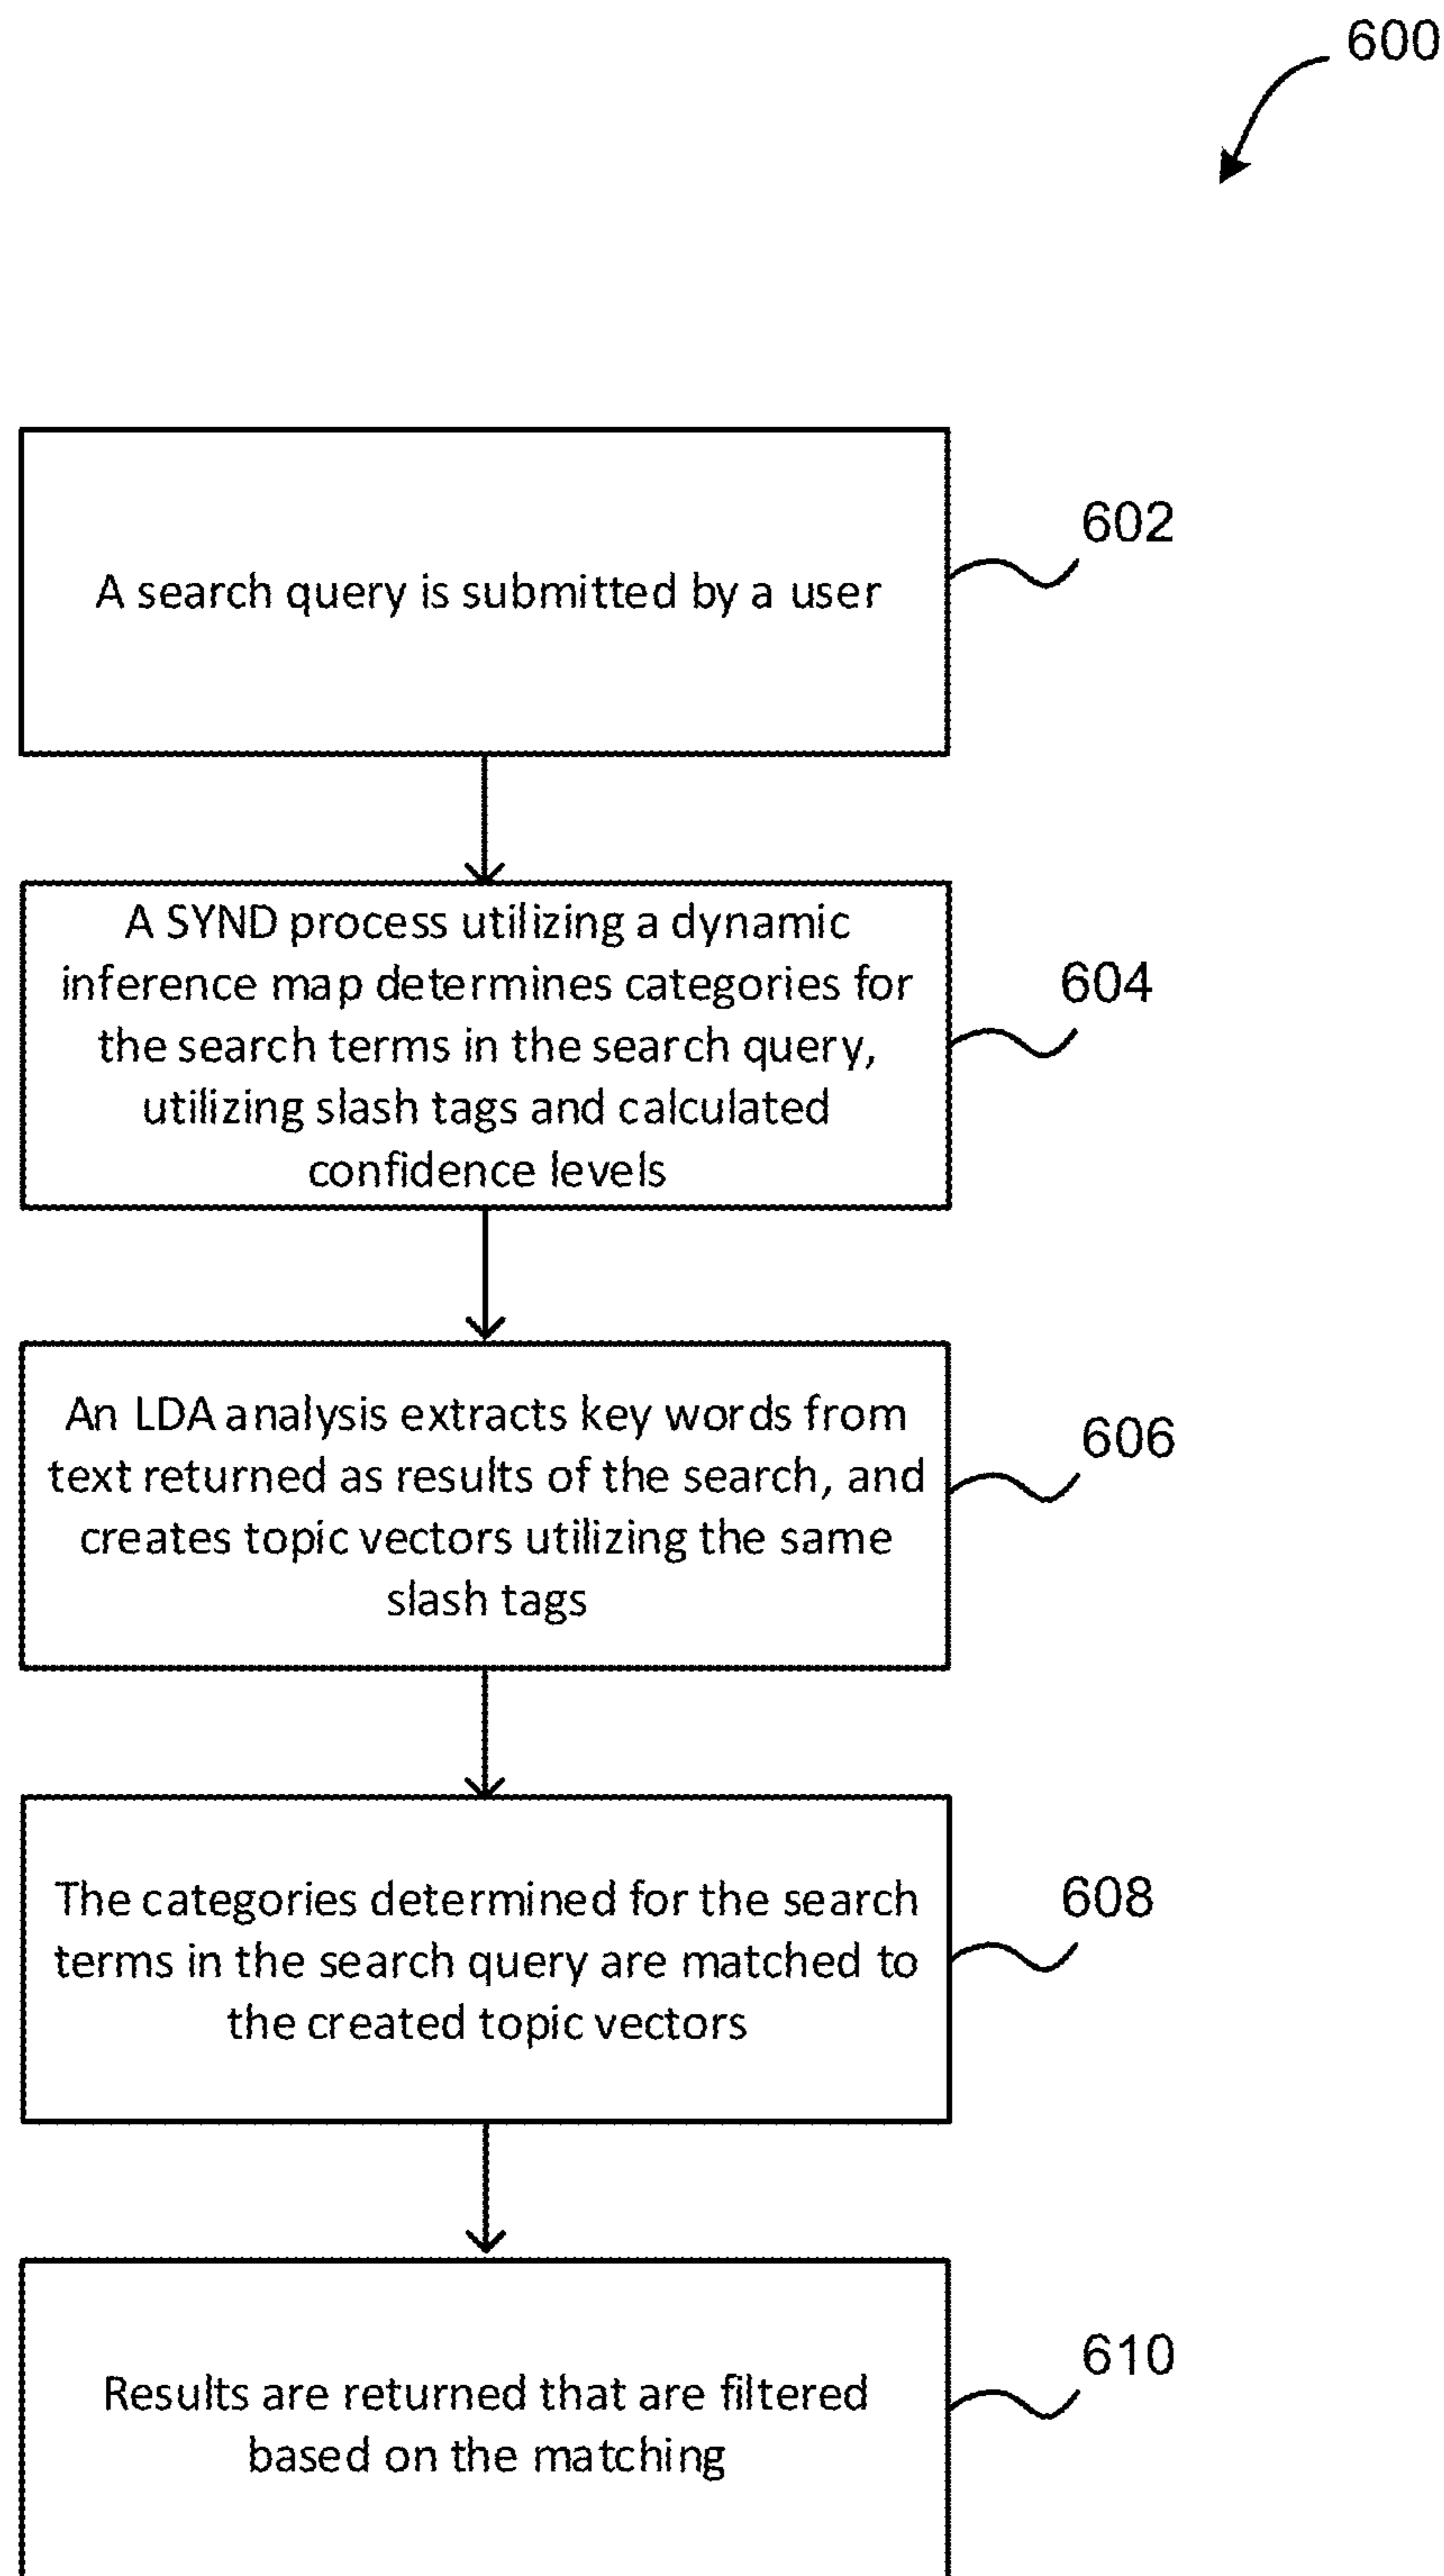 600
A search query is submitted by a user
602
A SYND process utilizing a dynamic
inference map determines categories for
the search terms in the search query,
utilizing slash tags and calculated
confidence levels
604
An LDA analysis extracts key words from
text returned as results of the search, and
creates topic vectors utilizing the same
slash tags
606
The categories determined for the search
terms in the search query are matched to
the created topic vectors
608
Results are returned that are filtered
based on the matching
610